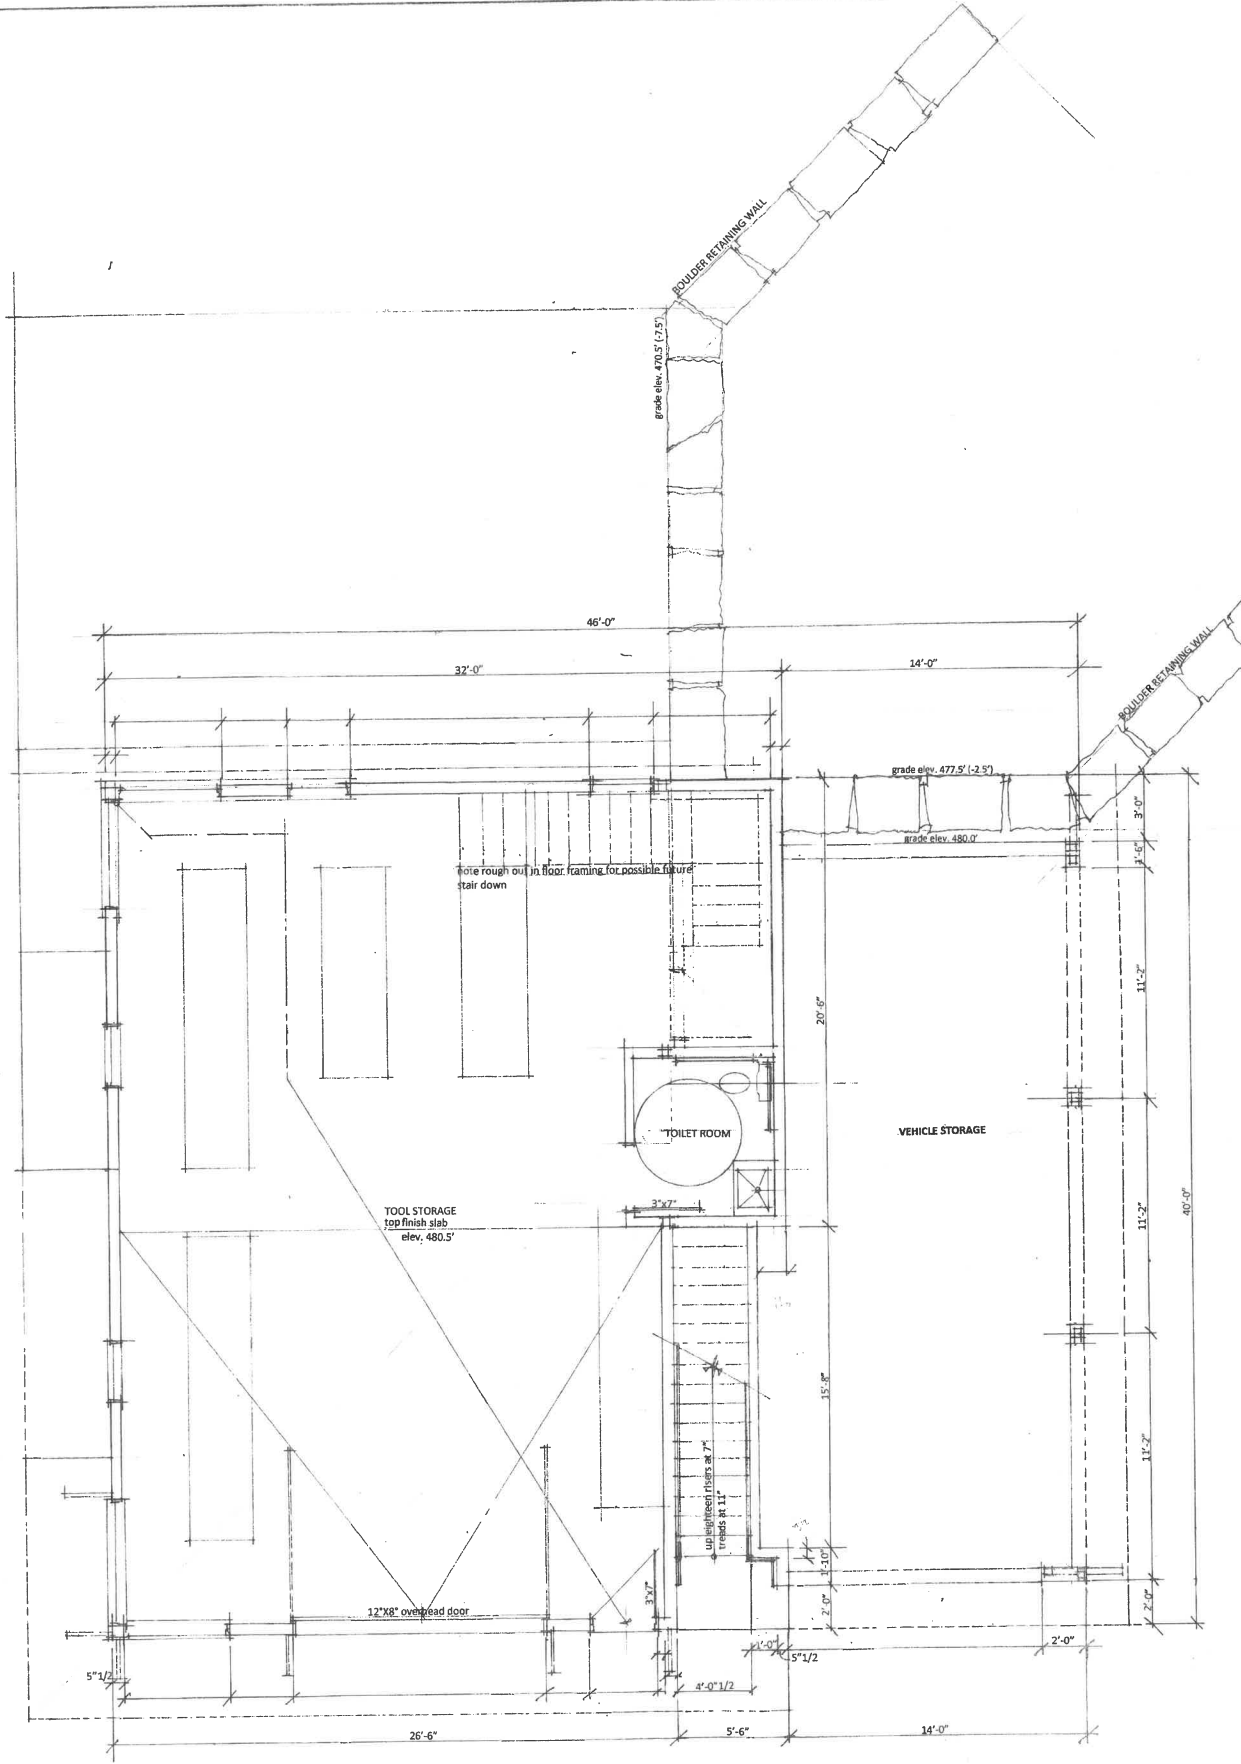 BOULDER RETAINING WALL
grade elev. 470.5' (-7.5')
46'-0"
32'-0"
14'-0"
BOULDER RETAINING WALL
grade elev. 477.5' (-2.5')
grade elev. 480.0'
3'-0"
1'-6"
note rough out in floor framing for possible future
stair down
20'-6"
11'-2"
TOILET ROOM
VEHICLE STORAGE
3"x7"
TOOL STORAGE
top finish slab
elev. 480.5'
11'-2"
40'-0"
15'-8"
11'-2"
up eighteen risers at 7"
treads at 11"
1'-10"
2'-0"
2'-0"
3"x7"
12"X8" overhead door
1'-0"
5"1/2
2'-0"
5"1/2
4'-0"1/2
26'-6"
5'-6"
14'-0"